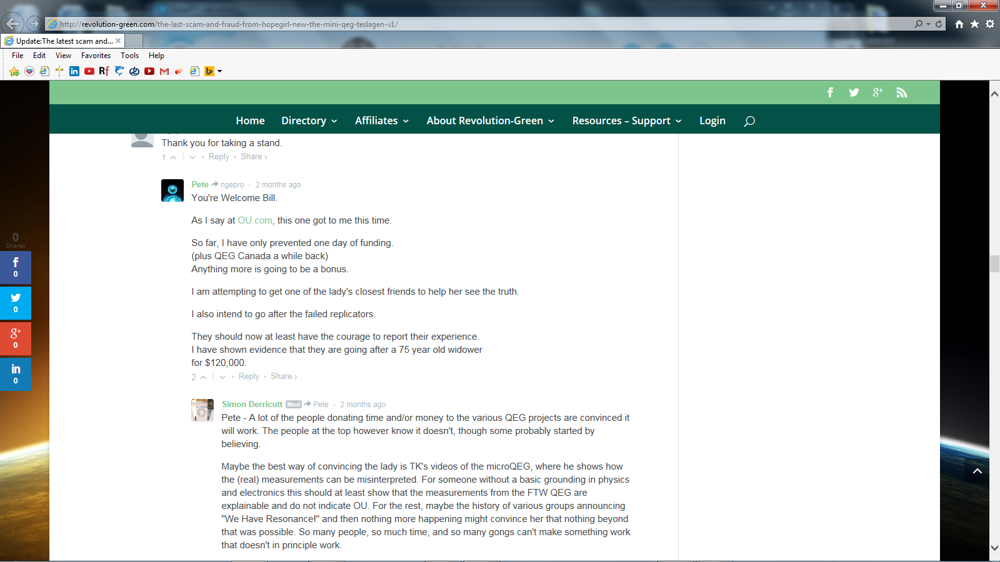 http://revolution-green.com/the-last-scam-and-fraud-from-hopegirl-new-the-mini-qeg-teslagen-v1/
Update:The latest scam and...
File Edit View Favorites Tools Help
Rf
Home Directory Affiliates About Revolution-Green Resources – Support Login
Thank you for taking a stand.
1 • Reply • Share ›
Pete ngepro • 2 months ago
You're Welcome Bill.
As I say at OU.com, this one got to me this time.
So far, I have only prevented one day of funding.
(plus QEG Canada a while back)
Anything more is going to be a bonus.
I am attempting to get one of the lady's closest friends to help her see the truth.
I also intend to go after the failed replicators.
They should now at least have the courage to report their experience.
I have shown evidence that they are going after a 75 year old widower
for $120,000.
2 • Reply • Share ›
Simon Derricutt Mod Pete • 2 months ago
Pete - A lot of the people donating time and/or money to the various QEG projects are convinced it
will work. The people at the top however know it doesn't, though some probably started by
believing.
Maybe the best way of convincing the lady is TK's videos of the microQEG, where he shows how
the (real) measurements can be misinterpreted. For someone without a basic grounding in physics
and electronics this should at least show that the measurements from the FTW QEG are
explainable and do not indicate OU. For the rest, maybe the history of various groups announcing
"We Have Resonance!" and then nothing more happening might convince her that nothing beyond
that was possible. So many people, so much time, and so many gongs can't make something work
that doesn't in principle work.
0
Shares
0
0
g+
0
in
0